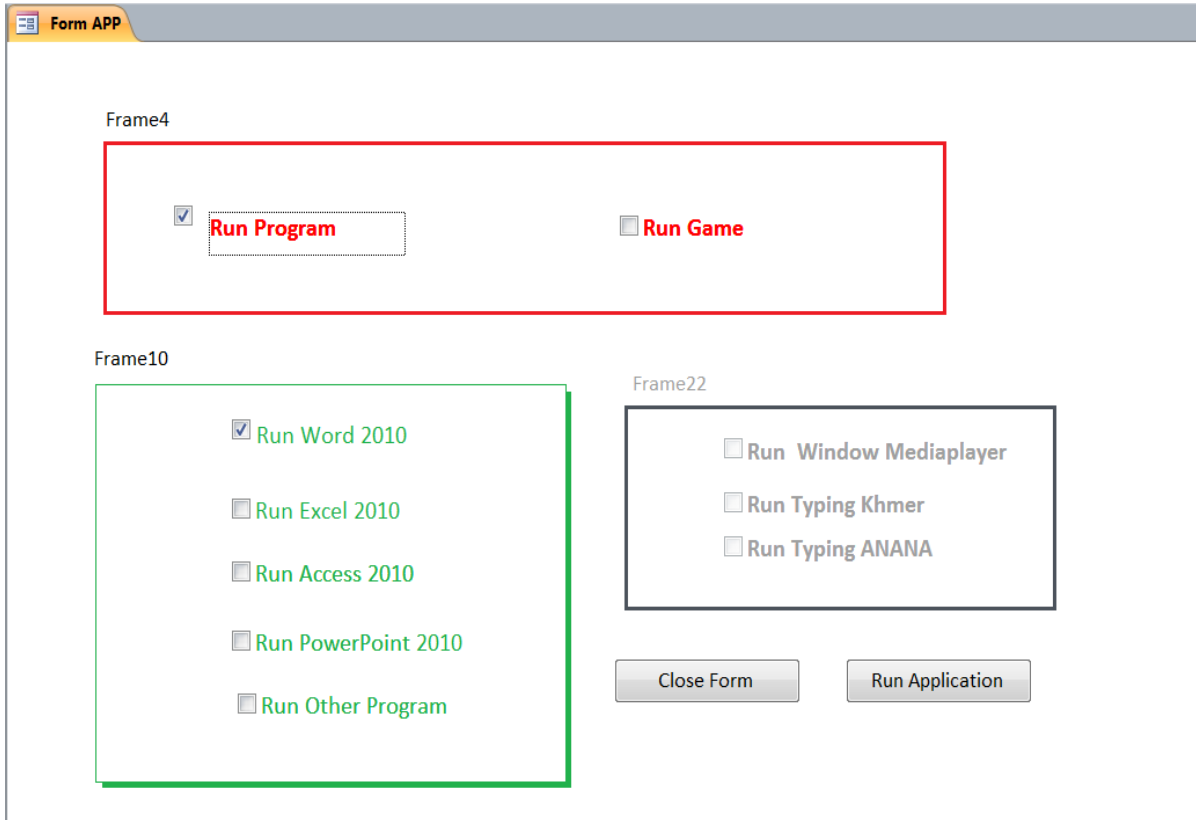 Form APP
Frame4
Run Program
Run Game
Frame10
Run Word 2010
Run Excel 2010
Run Access 2010
Run PowerPoint 2010
Run Other Program
Frame22
Run  Window Mediaplayer
Run Typing Khmer
Run Typing ANANA
Close Form
Run Application